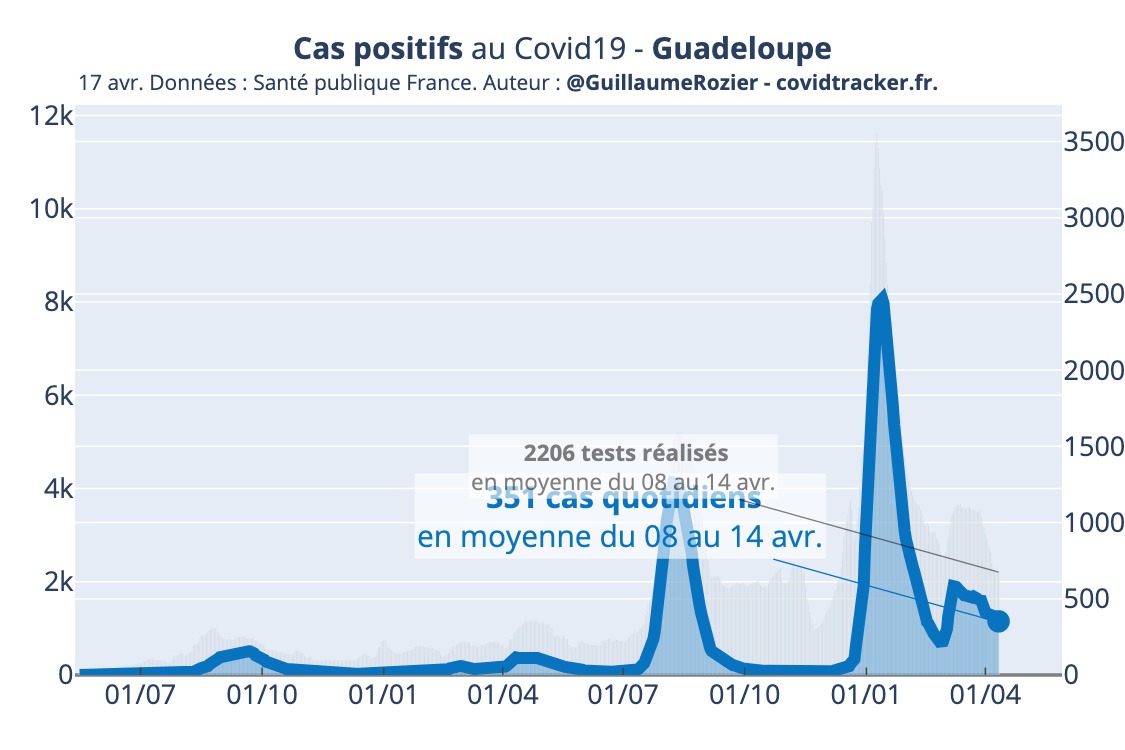 Cas positifs au Covid19 - Guadeloupe
17 avr. Données : Santé publique France. Auteur : @GuillaumeRozier - covidtracker.fr.
12k
10k
8k
6k
4k
2k
0
3500
3000
2500
2000
1500
1000
500
0
2206 tests réalisés
en moyenne du 08 au 14 avr.
351 cas quotidiens
en moyenne du 08 au 14 avr.
01/07 01/10 01/01 01/04 01/07 01/10 01/01 01/04